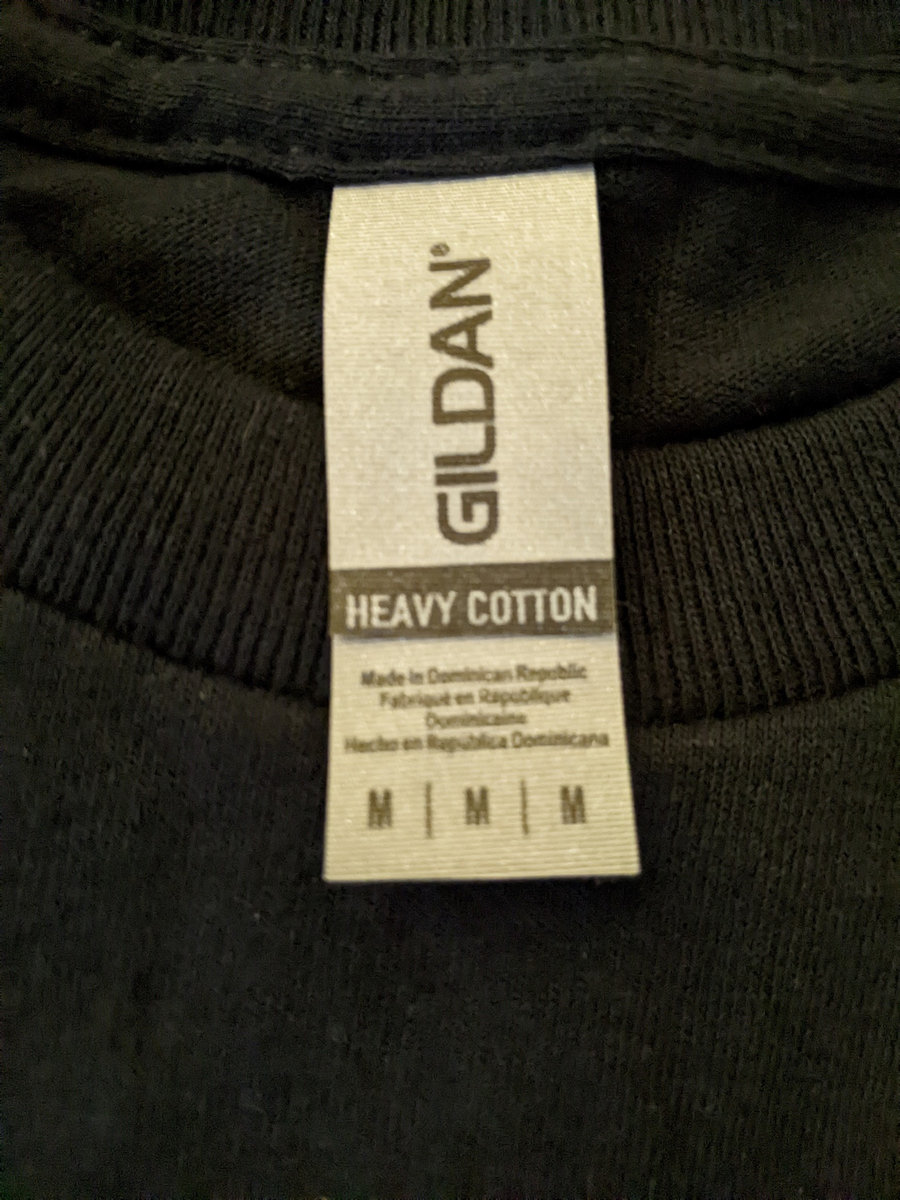 GILDAN®
HEAVY COTTON
Made in Dominican Republic
Fabriqué en République
Dominicaine
Hecho en República Dominicana
M | M | M